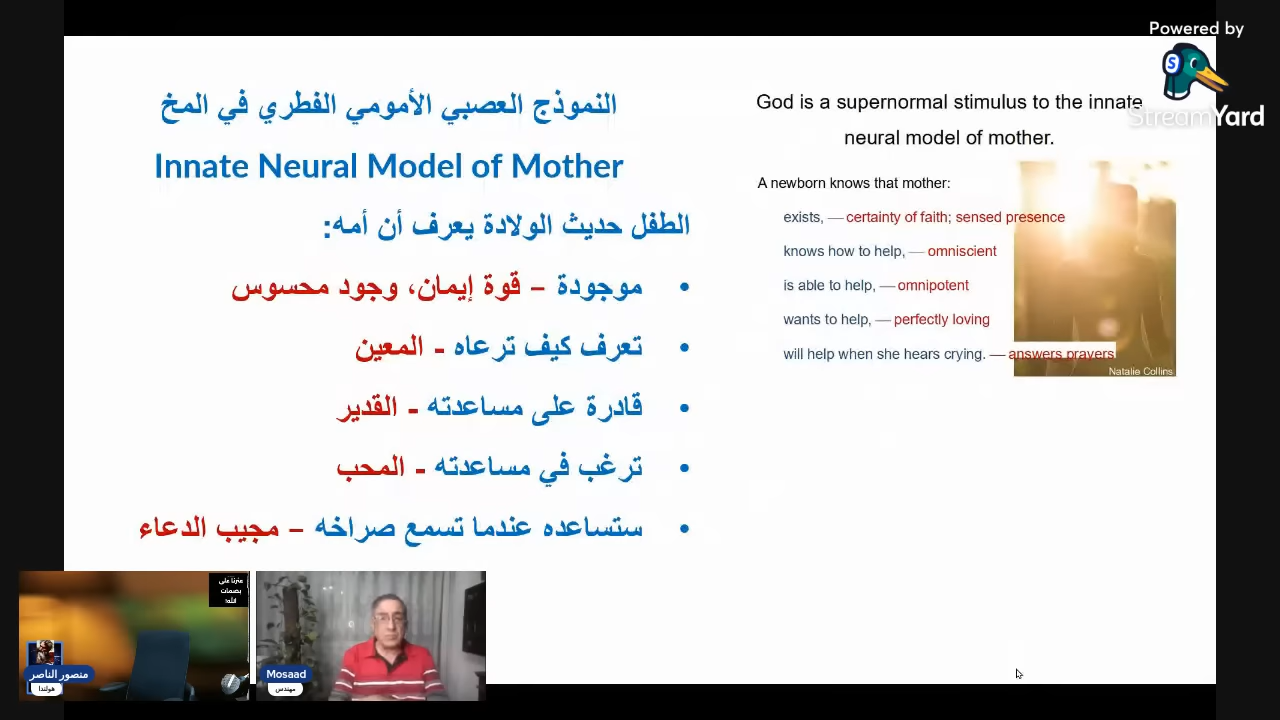 Powered by
StreamYard
النموذج العصبي الأمومي الفطري في المخ
Innate Neural Model of Mother
الطفل حديث الولادة يعرف أن أمه:
• موجودة – قوة إيمان، وجود محسوس
• تعرف كيف ترعاه - المعين
• قادرة على مساعدته - القدير
• ترغب في مساعدته - المحب
• ستساعده عندما تسمع صراخه – مجيب الدعاء
God is a supernormal stimulus to the innate
neural model of mother.
A newborn knows that mother:
exists, — certainty of faith; sensed presence
knows how to help, — omniscient
is able to help, — omnipotent
wants to help, — perfectly loving
will help when she hears crying. — answers prayers
Natalie Collins
عثرنا على
بصمات
الله!
منصور الناصر
هولندا
Mosaad
مهندس